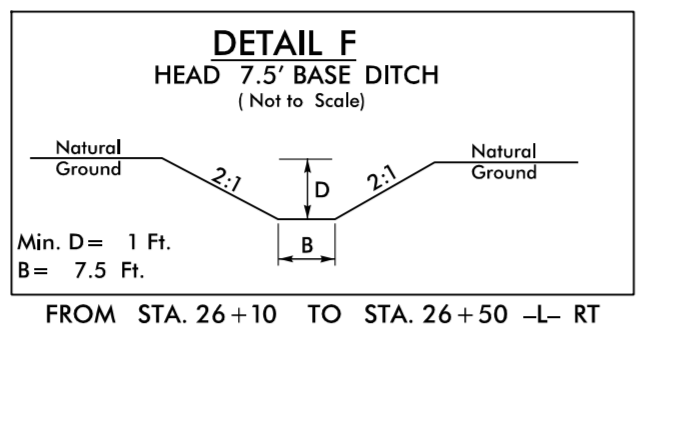 DETAIL F
HEAD 7.5' BASE DITCH
( Not to Scale)
Natural
Ground
2:1
D
2:1
Natural
Ground
Min. D= 1 Ft.
B
B= 7.5 Ft.
FROM STA. 26+10 TO STA. 26+50 -L- RT